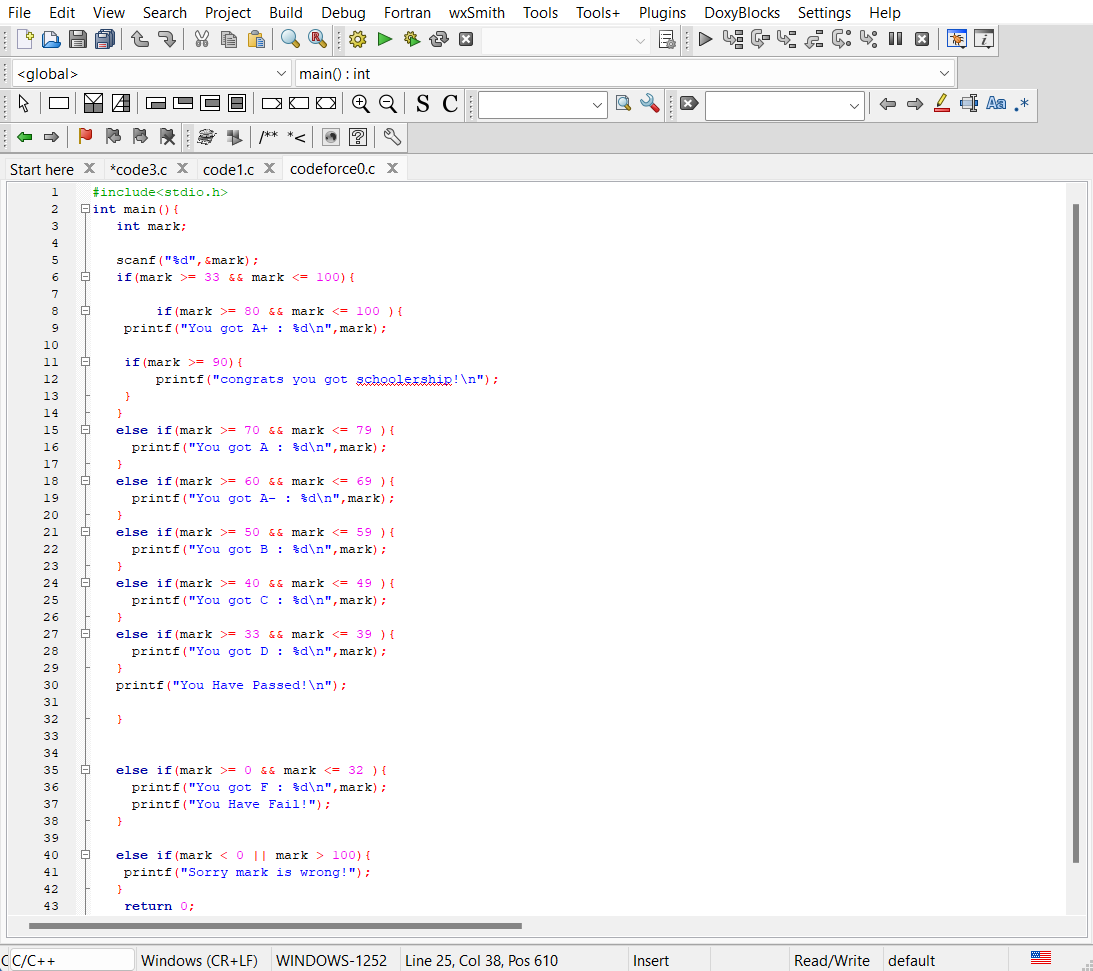 File Edit View Search Project Build Debug Fortran wxSmith Tools Tools+ Plugins DoxyBlocks Settings Help
<global> main() : int
S C Aa .*
/** *<
Start here X *code3.c X code1.c X codeforce0.c X
1 #include<stdio.h>
2 int main(){
3 int mark;
4
5 scanf("%d",&mark);
6 if(mark >= 33 && mark <= 100){
7
8 if(mark >= 80 && mark <= 100 ){
9 printf("You got A+ : %d\n",mark);
10
11 if(mark >= 90){
12 printf("congrats you got schoolership!\n");
13 }
14 }
15 else if(mark >= 70 && mark <= 79 ){
16 printf("You got A : %d\n",mark);
17 }
18 else if(mark >= 60 && mark <= 69 ){
19 printf("You got A- : %d\n",mark);
20 }
21 else if(mark >= 50 && mark <= 59 ){
22 printf("You got B : %d\n",mark);
23 }
24 else if(mark >= 40 && mark <= 49 ){
25 printf("You got C : %d\n",mark);
26 }
27 else if(mark >= 33 && mark <= 39 ){
28 printf("You got D : %d\n",mark);
29 }
30 printf("You Have Passed!\n");
31
32 }
33
34
35 else if(mark >= 0 && mark <= 32 ){
36 printf("You got F : %d\n",mark);
37 printf("You Have Fail!");
38 }
39
40 else if(mark < 0 || mark > 100){
41 printf("Sorry mark is wrong!");
42 }
43 return 0;
C C/C++ Windows (CR+LF) WINDOWS-1252 Line 25, Col 38, Pos 610 Insert Read/Write default